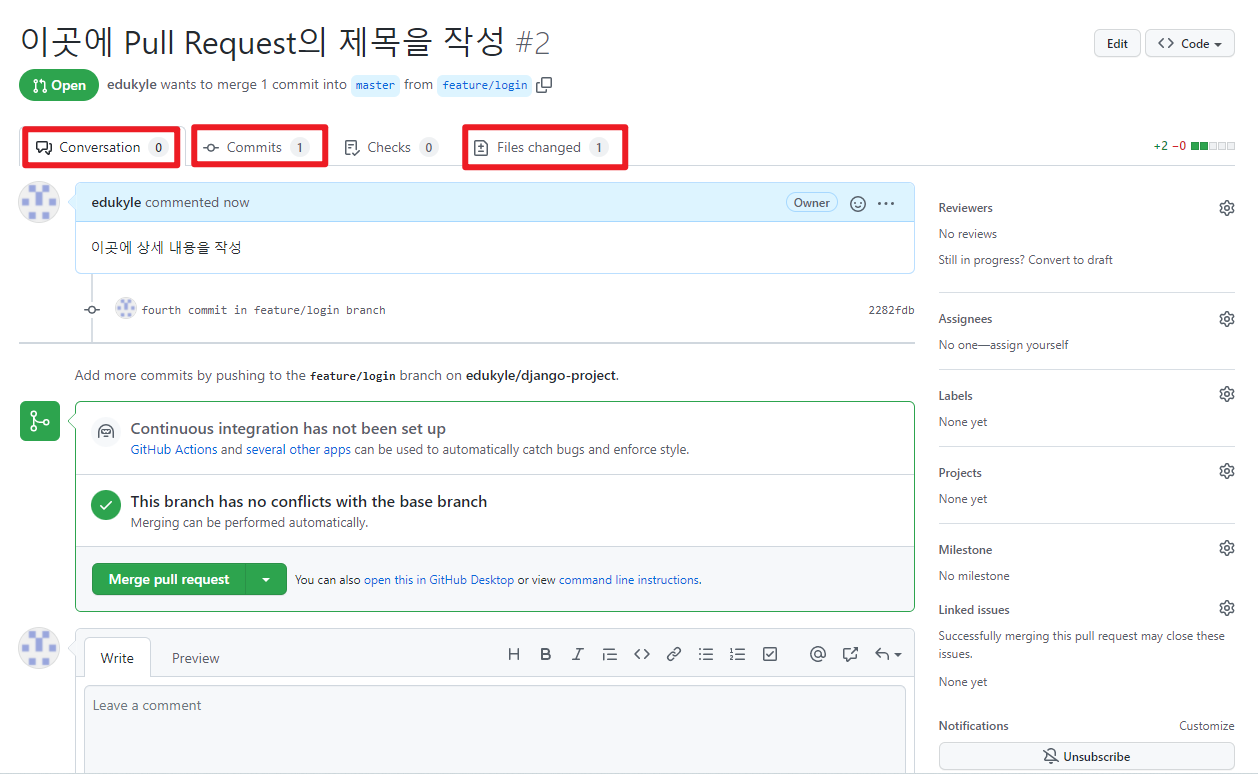 이곳에 Pull Request의 제목을 작성 #2
Edit
Code
Open
edukyle wants to merge 1 commit into master from feature/login
Conversation 0
Commits 1
Checks 0
Files changed 1
+2 −0
edukyle commented now
Owner
이곳에 상세 내용을 작성
fourth commit in feature/login branch
2282fdb
Add more commits by pushing to the feature/login branch on edukyle/django-project.
Continuous integration has not been set up
GitHub Actions and several other apps can be used to automatically catch bugs and enforce style.
This branch has no conflicts with the base branch
Merging can be performed automatically.
Merge pull request
You can also open this in GitHub Desktop or view command line instructions.
Write
Preview
Leave a comment
Reviewers
No reviews
Still in progress? Convert to draft
Assignees
No one—assign yourself
Labels
None yet
Projects
None yet
Milestone
No milestone
Linked issues
Successfully merging this pull request may close these
issues.
None yet
Notifications
Customize
Unsubscribe